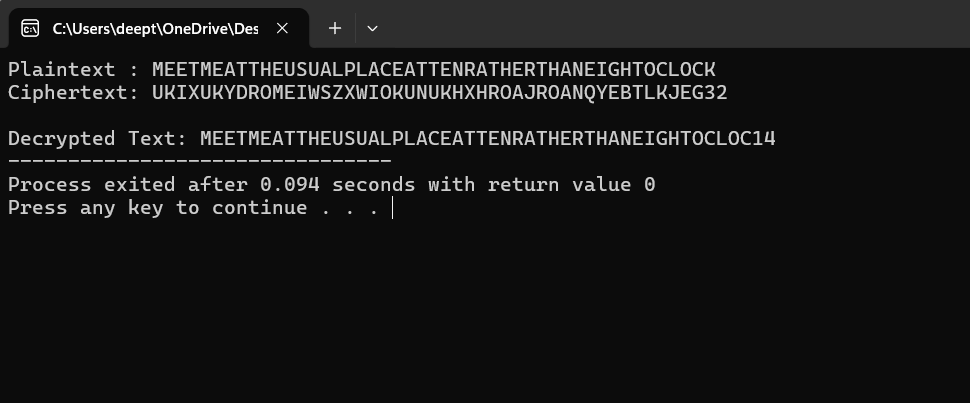 C:\Users\deept\OneDrive\Des
Plaintext : MEETMEATTHEUSUALPLACEATTENRATHERTHANEIGHTOCLOCK
Ciphertext: UKIXUKYDROMEIWSZXWIOKUNUKHXHROAJROANQYEBTLKJEG32
Decrypted Text: MEETMEATTHEUSUALPLACEATTENRATHERTHANEIGHTOCLOC14
--------------------------------
Process exited after 0.094 seconds with return value 0
Press any key to continue . . .